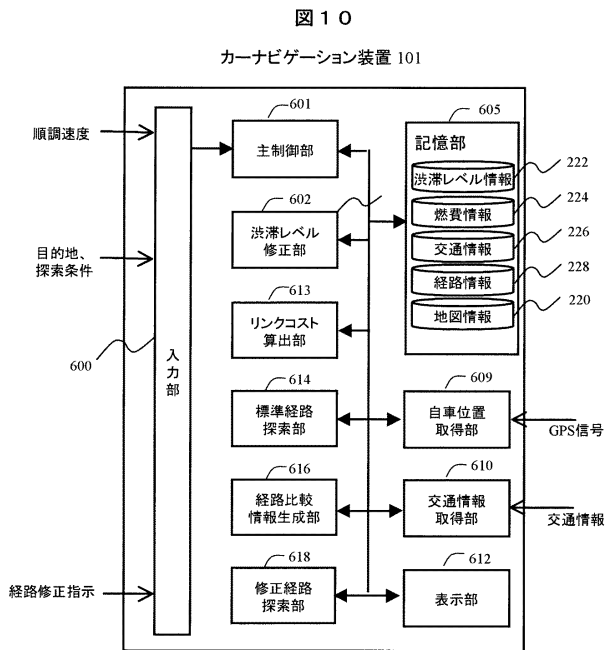 図１０
カーナビゲーション装置 101
順調速度
目的地、
探索条件
経路修正指示
600
入力部
601
主制御部
602
渋滞レベル
修正部
613
リンクコスト
算出部
614
標準経路
探索部
616
経路比較
情報生成部
618
修正経路
探索部
605
記憶部
渋滞レベル情報
222
燃費情報
224
交通情報
226
経路情報
228
地図情報
220
609
自車位置
取得部
GPS信号
610
交通情報
取得部
交通情報
612
表示部